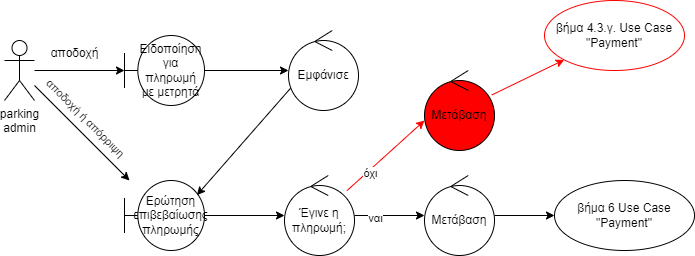 βήμα 4.3.γ. Use Case
"Payment"
αποδοχή
Ειδοποίηση
για
πληρωμή
με μετρητά
Εμφάνισε
parking
admin
αποδοχή ή απόρριψη
Μετάβαση
όχι
Ερώτηση
επιβεβαίωσης
πληρωμής
Έγινε η
πληρωμή;
ναι
Μετάβαση
βήμα 6 Use Case
"Payment"